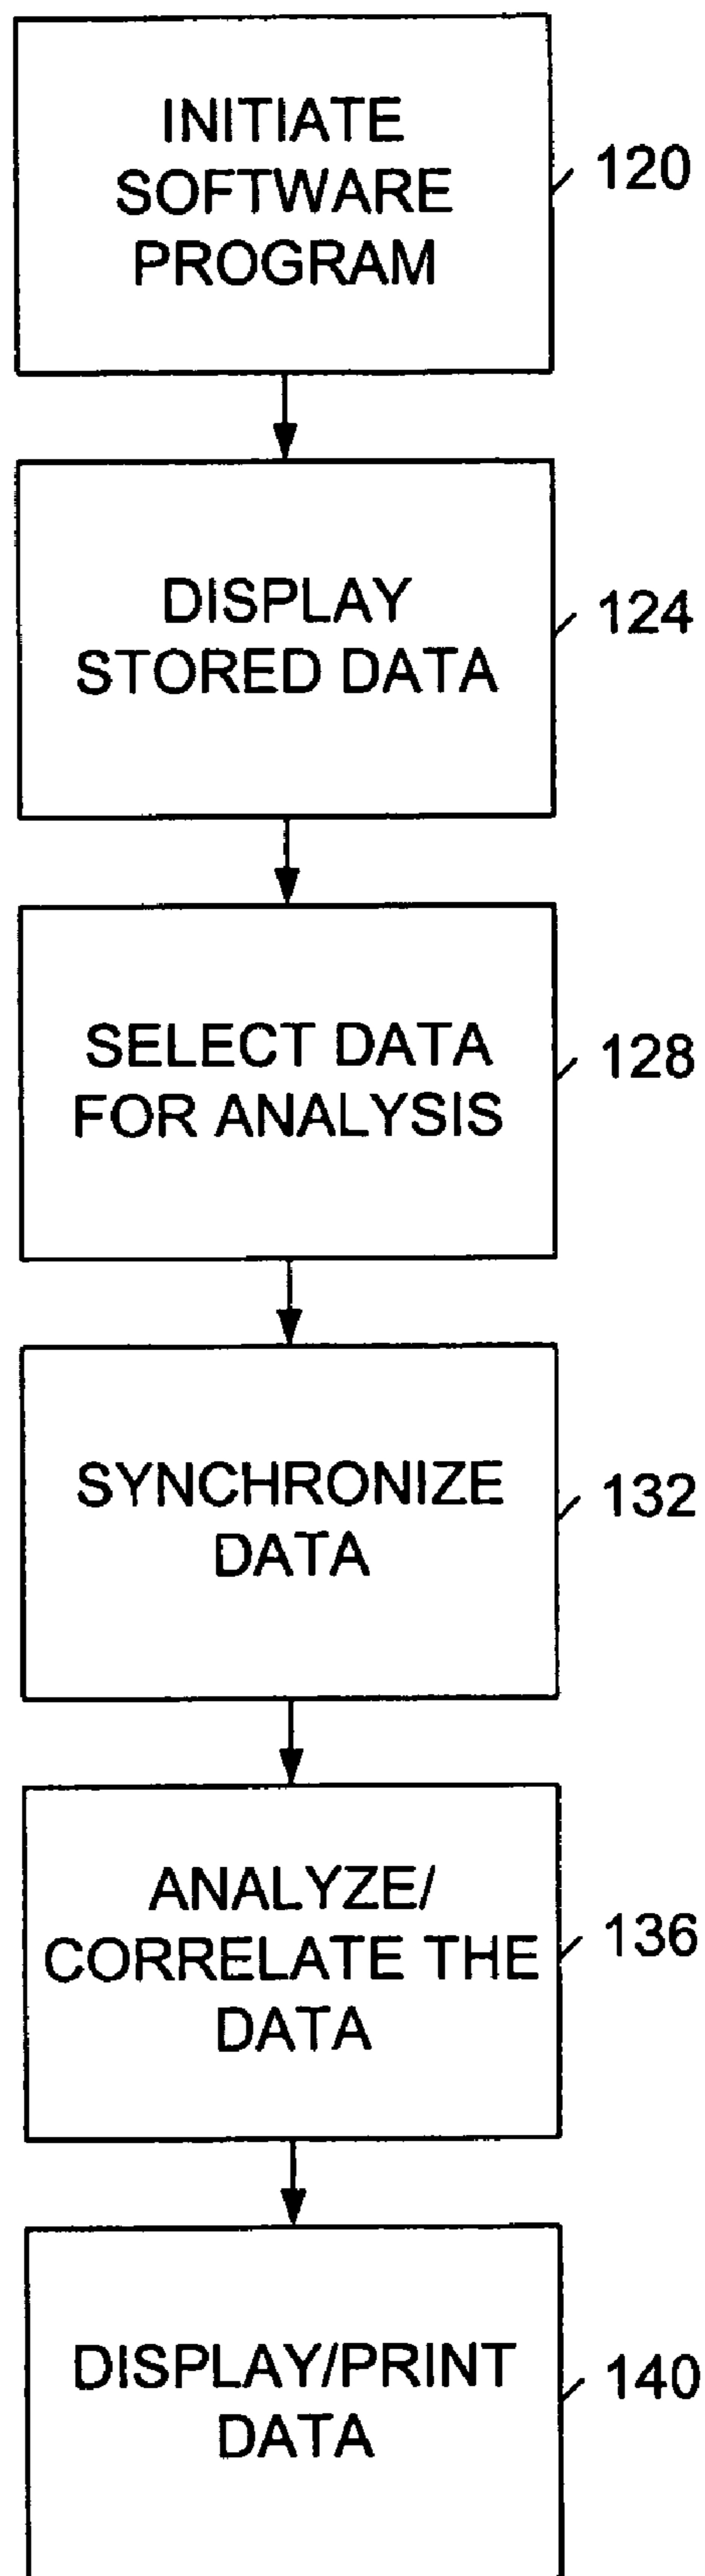 INITIATE
SOFTWARE
PROGRAM
120
DISPLAY
STORED DATA
124
SELECT DATA
FOR ANALYSIS
128
SYNCHRONIZE
DATA
132
ANALYZE/
CORRELATE THE
DATA
136
DISPLAY/PRINT
DATA
140